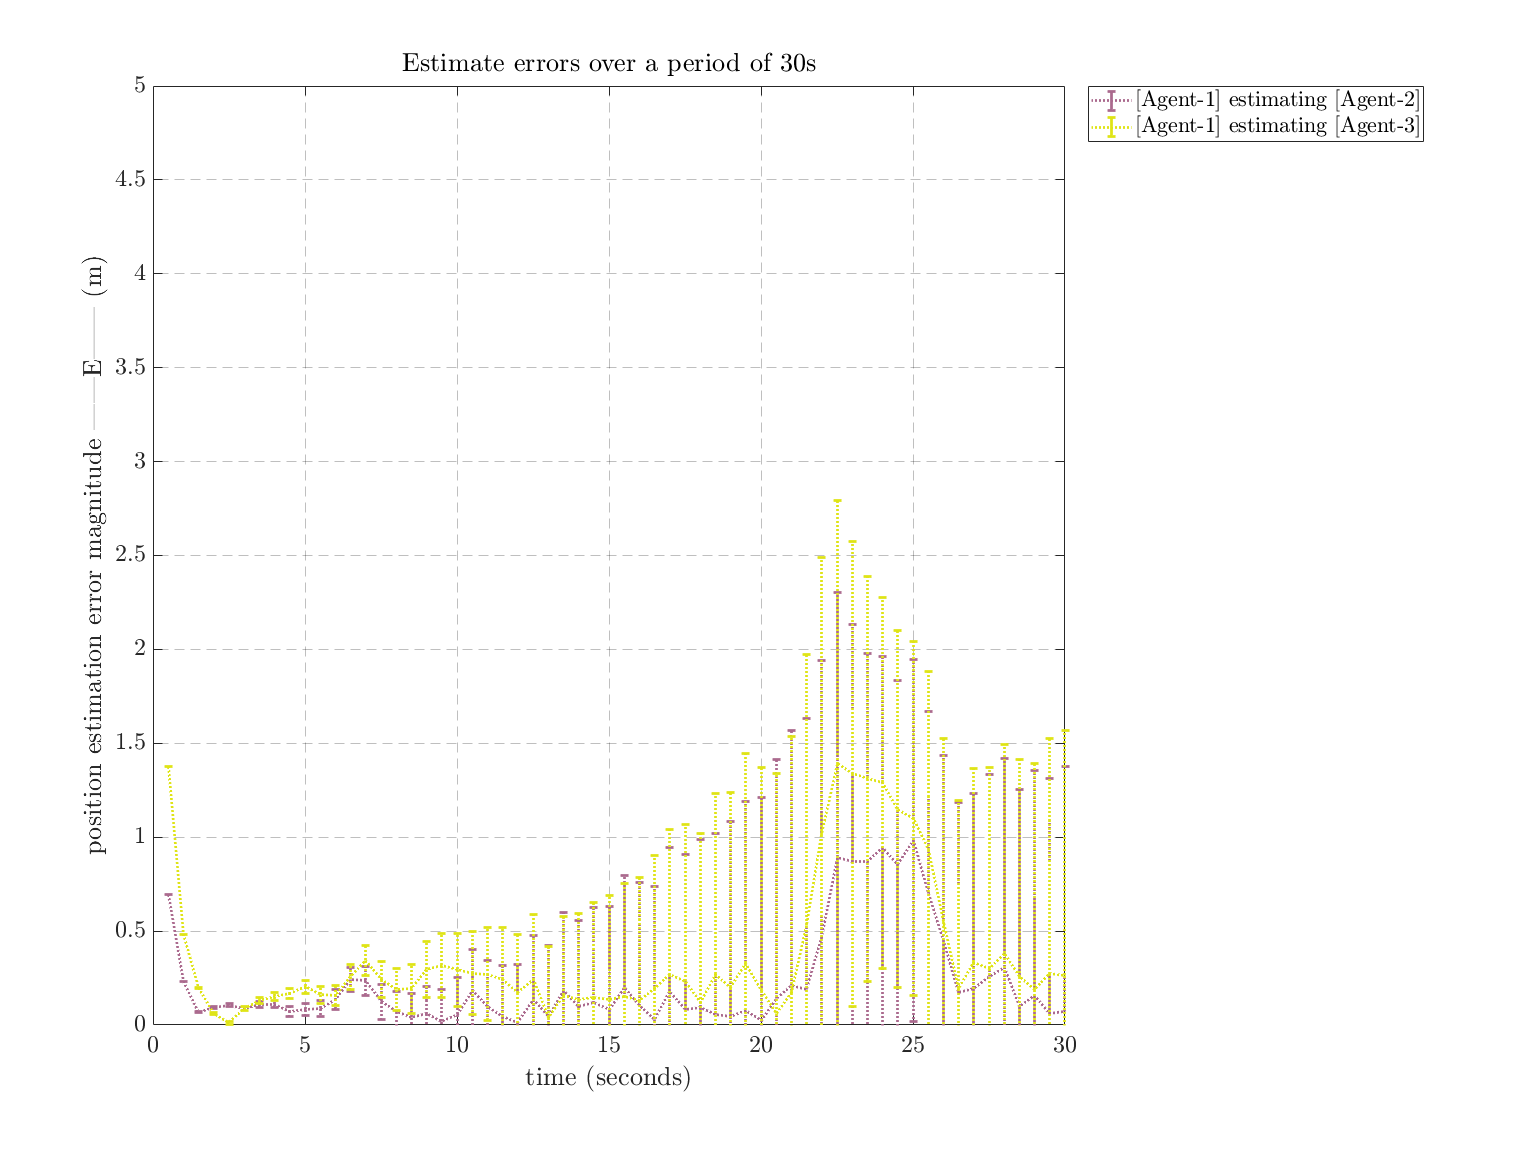 Estimate errors over a period of 30s
[Agent-1] estimating [Agent-2]
[Agent-1] estimating [Agent-3]
5
4.5
4
3.5
3
2.5
2
1.5
1
0.5
0
position estimation error magnitude ——E—— (m)
0 5 10 15 20 25 30
time (seconds)